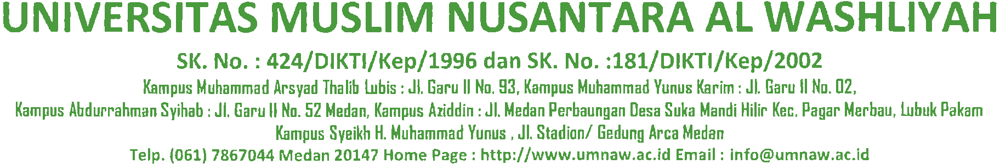 UNIVERSITAS MUSLIM NUSANTARA AL WASHLIYAH
SK. No. : 424/DIKTI/Kep/1996 dan SK. No. :181/DIKTI/Kep/2002
Kampus Muhammad Arsyad Thalib Lubis : Jl. Garu II No. 93, Kampus Muhammad Yunus Karim : Jl. Garu II No. 02,
Kampus Abdurrahman Syihab : Jl. Garu II No. 52 Medan, Kampus Aziddin : Jl. Medan Perbaungan Desa Suka Mandi Hilir Kec. Pagar Merbau, Lubuk Pakam
Kampus Syeikh H. Muhammad Yunus , Jl. Stadion/ Gedung Arca Medan
Telp. (061) 7867044 Medan 20147 Home Page : http://www.umnaw.ac.id Email : info@umnaw.ac.id